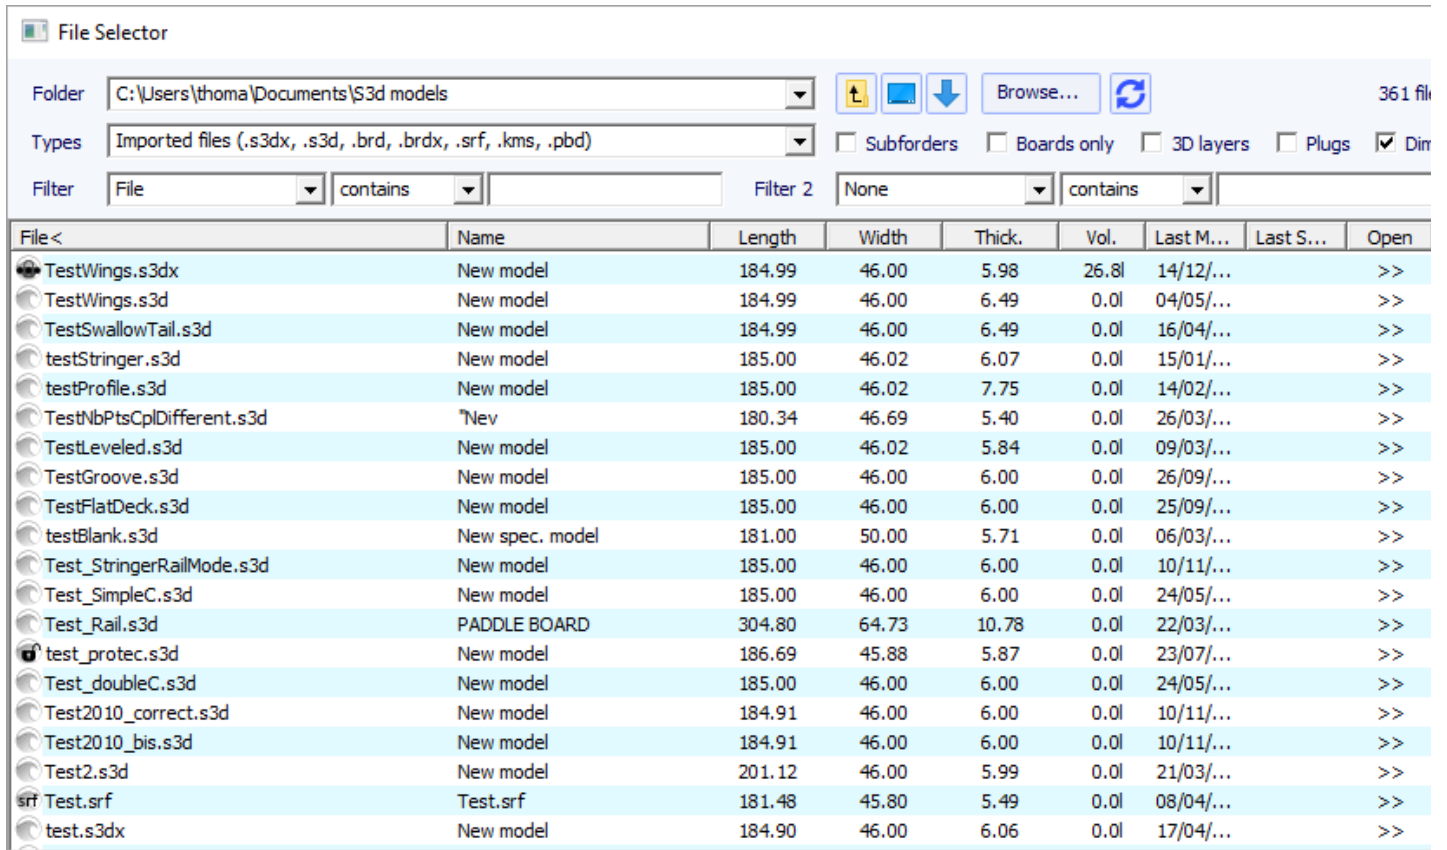 File Selector
Folder C:\Users\thoma\Documents\S3d models Browse... 361 file
Types Imported files (.s3dx, .s3d, .brd, .brdx, .srf, .kms, .pbd) Subforders Boards only 3D layers Plugs Dim
Filter File contains Filter 2 None contains
File< Name Length Width Thick. Vol. Last M... Last S... Open
TestWings.s3dx New model 184.99 46.00 5.98 26.8l 14/12/... >>
TestWings.s3d New model 184.99 46.00 6.49 0.0l 04/05/... >>
TestSwallowTail.s3d New model 184.99 46.00 6.49 0.0l 16/04/... >>
testStringer.s3d New model 185.00 46.02 6.07 0.0l 15/01/... >>
testProfile.s3d New model 185.00 46.02 7.75 0.0l 14/02/... >>
TestNbPtsCplDifferent.s3d "Nev 180.34 46.69 5.40 0.0l 26/03/... >>
TestLeveled.s3d New model 185.00 46.02 5.84 0.0l 09/03/... >>
TestGroove.s3d New model 185.00 46.00 6.00 0.0l 26/09/... >>
TestFlatDeck.s3d New model 185.00 46.00 6.00 0.0l 25/09/... >>
testBlank.s3d New spec. model 181.00 50.00 5.71 0.0l 06/03/... >>
Test_StringerRailMode.s3d New model 185.00 46.00 6.00 0.0l 10/11/... >>
Test_SimpleC.s3d New model 185.00 46.00 6.00 0.0l 24/05/... >>
Test_Rail.s3d PADDLE BOARD 304.80 64.73 10.78 0.0l 22/03/... >>
test_protec.s3d New model 186.69 45.88 5.87 0.0l 23/07/... >>
Test_doubleC.s3d New model 185.00 46.00 6.00 0.0l 24/05/... >>
Test2010_correct.s3d New model 184.91 46.00 6.00 0.0l 10/11/... >>
Test2010_bis.s3d New model 184.91 46.00 6.00 0.0l 10/11/... >>
Test2.s3d New model 201.12 46.00 5.99 0.0l 21/03/... >>
srf Test.srf Test.srf 181.48 45.80 5.49 0.0l 08/04/... >>
test.s3dx New model 184.90 46.00 6.06 0.0l 17/04/... >>